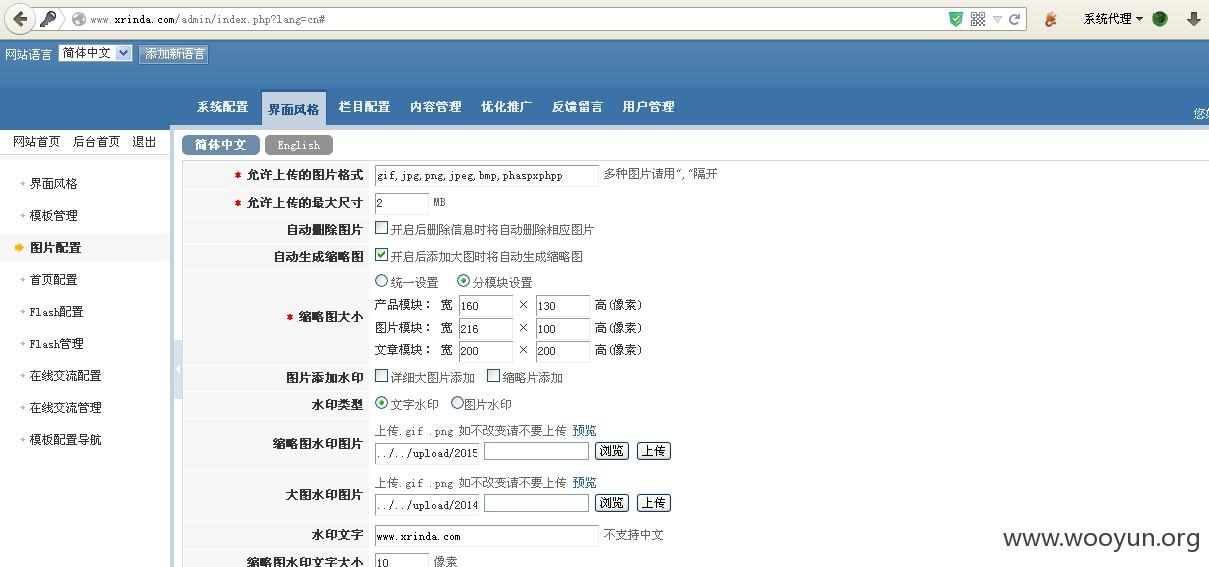 www.xrinda.com/admin/index.php?lang=cn#
系统代理
网站语言 简体中文 添加新语言
系统配置 界面风格 栏目配置 内容管理 优化推广 反馈留言 用户管理
网站首页 后台首页 退出
简体中文 English
界面风格
模板管理
图片配置
首页配置
Flash配置
Flash管理
在线交流配置
在线交流管理
模板配置导航
* 允许上传的图片格式 gif,jpg,png,jpeg,bmp,phaspxphpp 多种图片请用“,”隔开
* 允许上传的最大尺寸 2 MB
自动删除图片 开启后删除信息时将自动删除相应图片
自动生成缩略图 开启后添加大图时将自动生成缩略图
统一设置 分模块设置
* 缩略图大小
产品模块: 宽 160 × 130 高(像素)
图片模块: 宽 216 × 100 高(像素)
文章模块: 宽 200 × 200 高(像素)
图片添加水印 详细大图片添加 缩略片添加
水印类型 文字水印 图片水印
缩略图水印图片 上传.gif .png 如不改变请不要上传 预览
../../upload/2015 浏览 上传
大图水印图片 上传.gif .png 如不改变请不要上传 预览
../../upload/2014 浏览 上传
水印文字 www.xrinda.com 不支持中文
缩略图水印文字大小 10 像素
www.wooyun.org